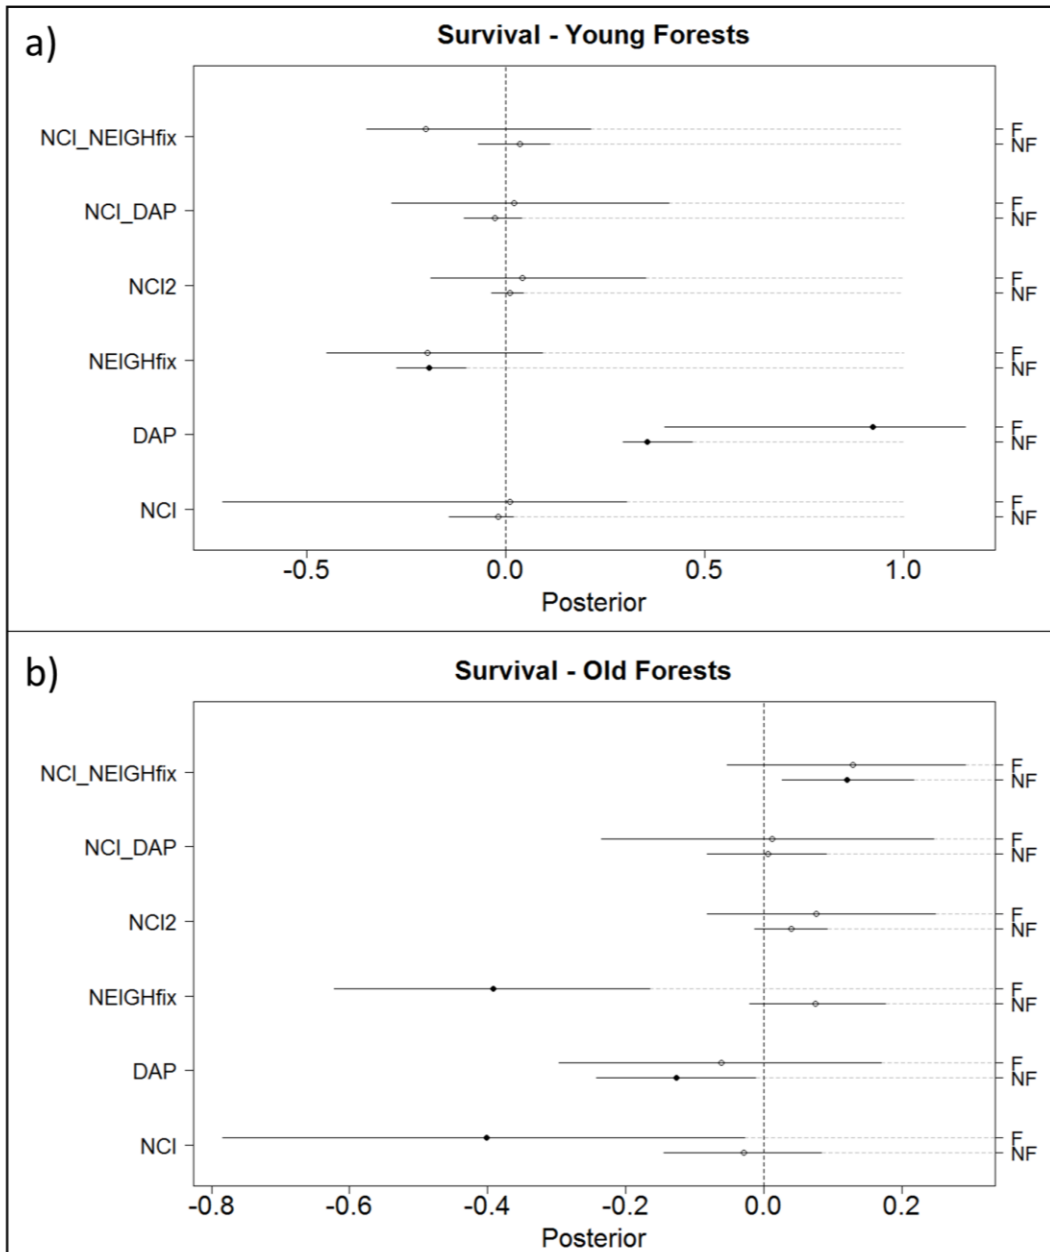 a)
Survival - Young Forests
NCI_NEIGHfix
F
NF
NCI_DAP
F
NF
NCI2
F
NF
NEIGHfix
F
NF
DAP
F
NF
NCI
F
NF
-0.5 0.0 0.5 1.0
Posterior
b)
Survival - Old Forests
NCI_NEIGHfix
F
NF
NCI_DAP
F
NF
NCI2
F
NF
NEIGHfix
F
NF
DAP
F
NF
NCI
F
NF
-0.8 -0.6 -0.4 -0.2 0.0 0.2
Posterior